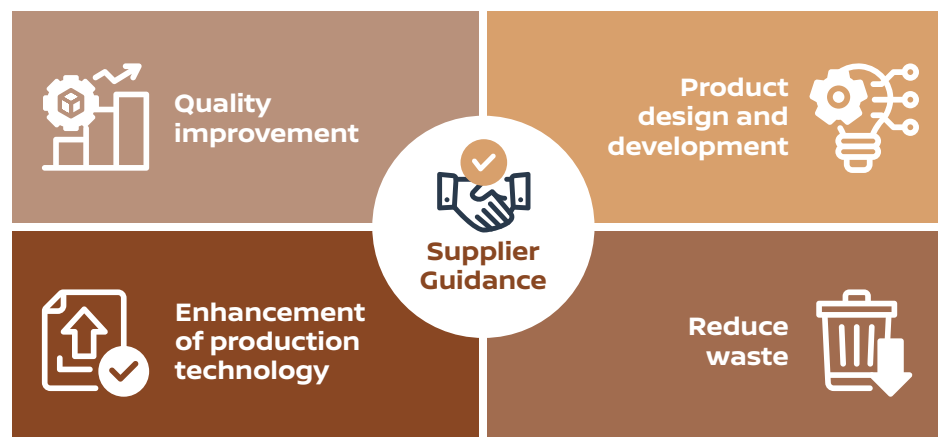 Quality
improvement
Product
design and
development
Supplier
Guidance
Enhancement
of production
technology
Reduce
waste